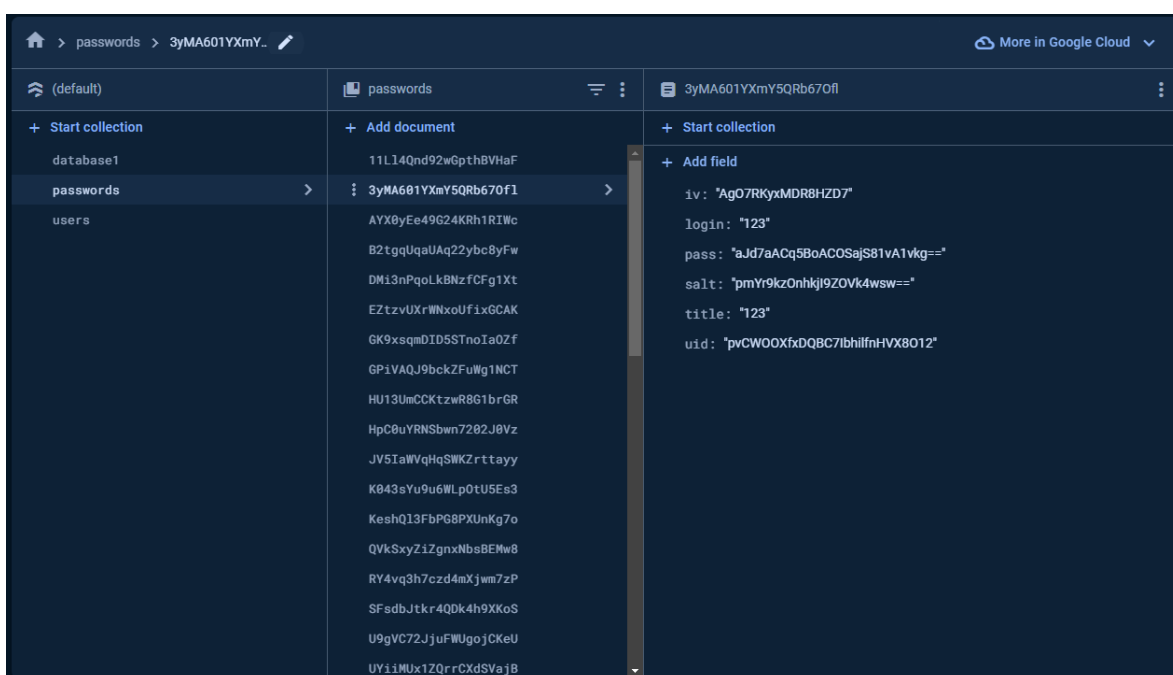 > passwords > 3yMA601YXmY.. More in Google Cloud
(default) passwords 3yMA601YXmY5QRb67Ofl
+ Start collection + Add document + Start collection
database1 11Ll4Qnd92wGpthBVHaF + Add field
passwords > 3yMA601YXmY5QRb67Ofl > iv: "AgO7RKyxMDR8HZD7"
users AYX0yEe49G24KRh1RIWc login: "123"
B2tgqUqaUAq22ybc8yFw pass: "aJd7aACq5BoACOSajS81vA1vkg=="
DMi3nPqoLkBNzfCFg1Xt salt: "pmYr9kzOnhkjI9ZOVk4wsw=="
EZtzvUXrWNxoUfixGCAK title: "123"
GK9xsqmDID5STnoIaOZf uid: "pvCWOOXfxDQBC7IbhilfnHVX8O12"
GPiVAQJ9bckZFuWg1NCT
HU13UmCCKtzwR8G1brGR
HpC0uYRNSbwn7202J0Vz
JV5IaWVqHqSWKZrttayy
K043sYu9u6WLpOtU5Es3
KeshQl3FbPG8PXUnKg7o
QVkSxyZiZgnxNbsBEMw8
RY4vq3h7czd4mXjwm7zP
SFsdbJtkr4QDk4h9XKoS
U9gVC72JjuFWUgojCKeU
UYiiMUx1ZQrrCXdSVajB